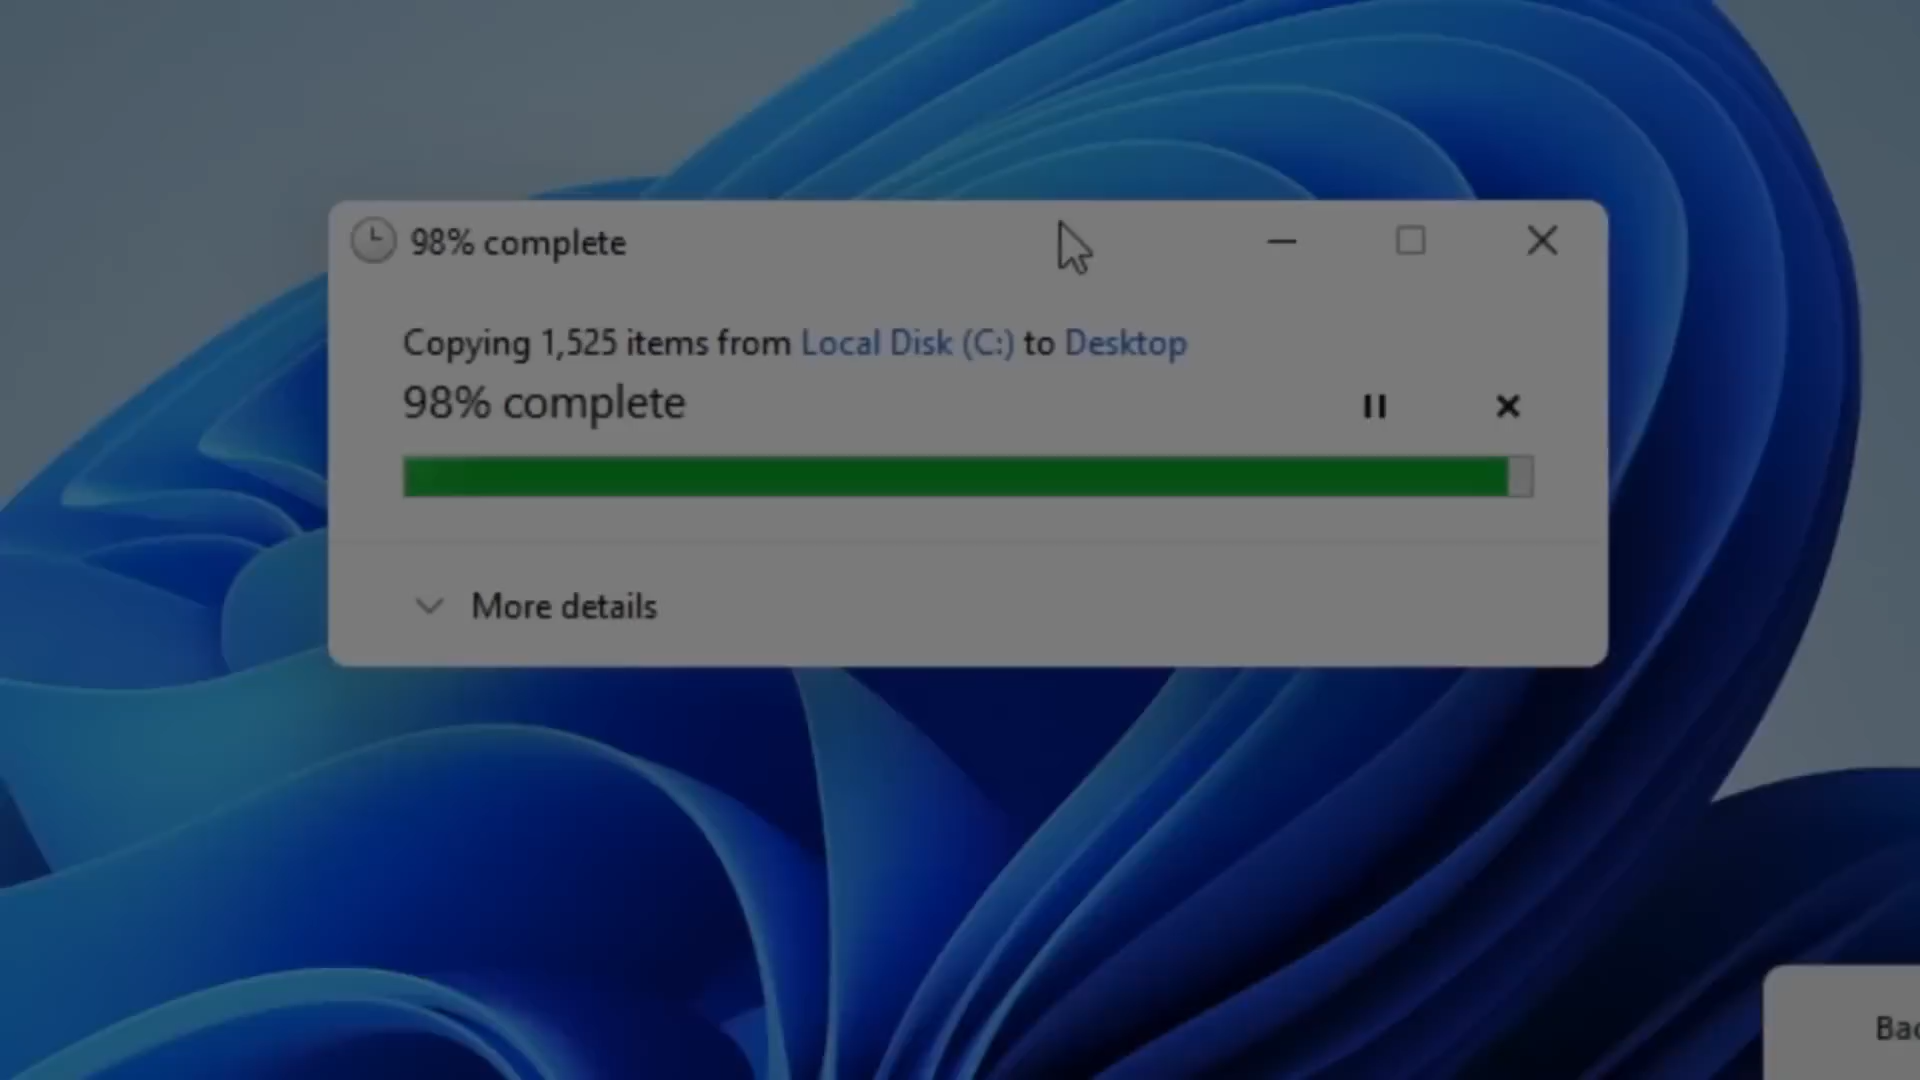 98% complete
Copying 1,525 items from Local Disk (C:) to Desktop
98% complete
More details